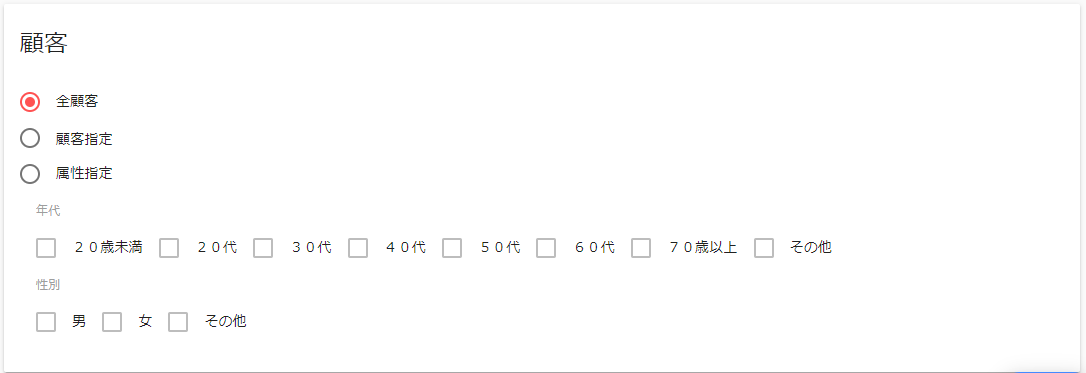 顧客
全顧客
顧客指定
属性指定
年代
２０歳未満 ２０代 ３０代 ４０代 ５０代 ６０代 ７０歳以上 その他
性別
男 女 その他